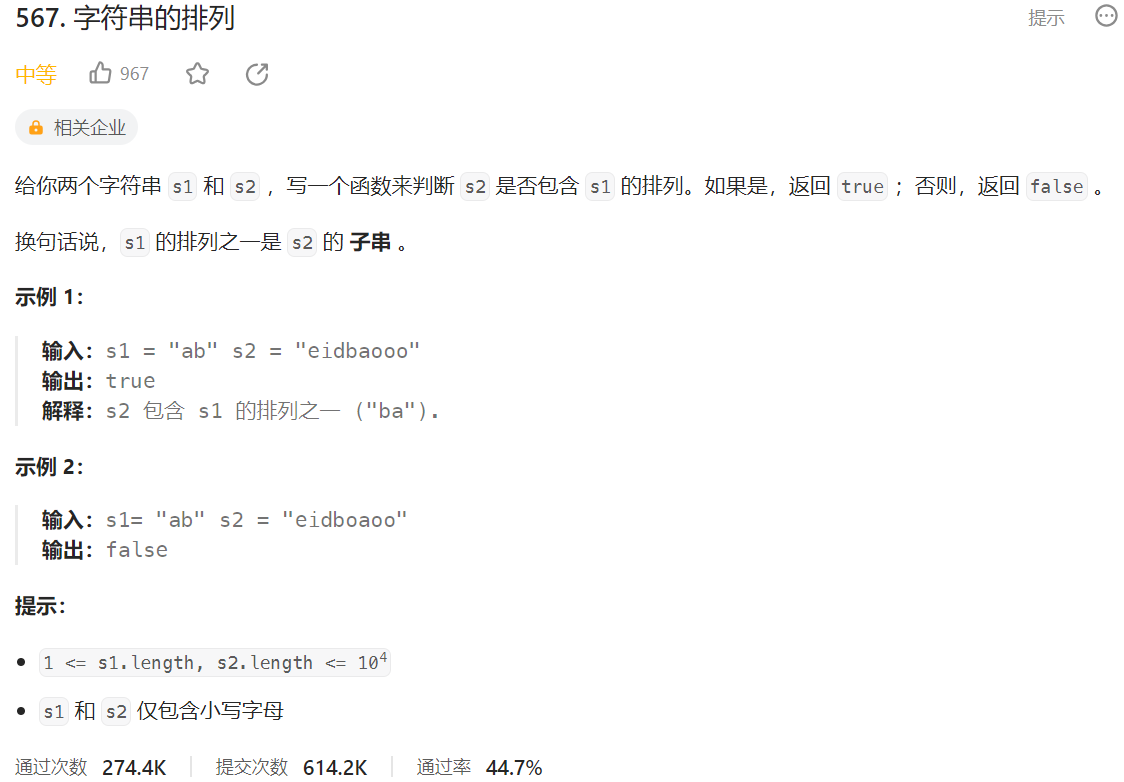 567. 字符串的排列
提示
中等 967
相关企业
给你两个字符串 s1 和 s2 ，写一个函数来判断 s2 是否包含 s1 的排列。如果是，返回 true ；否则，返回 false 。
换句话说，s1 的排列之一是 s2 的 子串 。
示例 1：
输入：s1 = "ab" s2 = "eidbaooo"
输出：true
解释：s2 包含 s1 的排列之一 ("ba").
示例 2：
输入：s1= "ab" s2 = "eidboaoo"
输出：false
提示：
1 <= s1.length, s2.length <= 10⁴
s1 和 s2 仅包含小写字母
通过次数 274.4K 提交次数 614.2K 通过率 44.7%